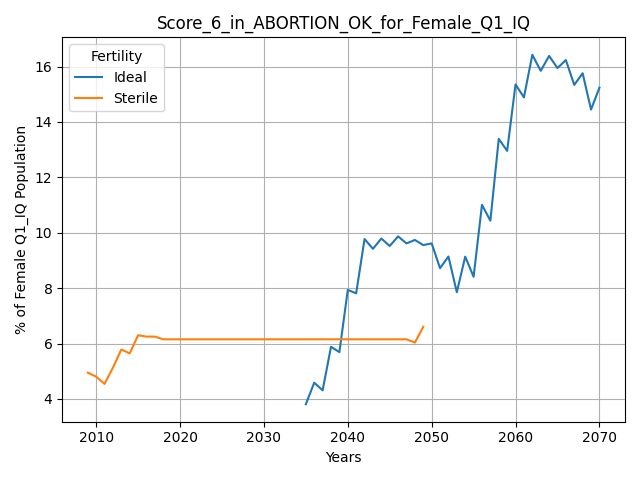 Score_6_in_ABORTION_OK_for_Female_Q1_IQ
Fertility
Ideal
Sterile
% of Female Q1_IQ Population
16
14
12
10
8
6
4
2010 2020 2030 2040 2050 2060 2070
Years